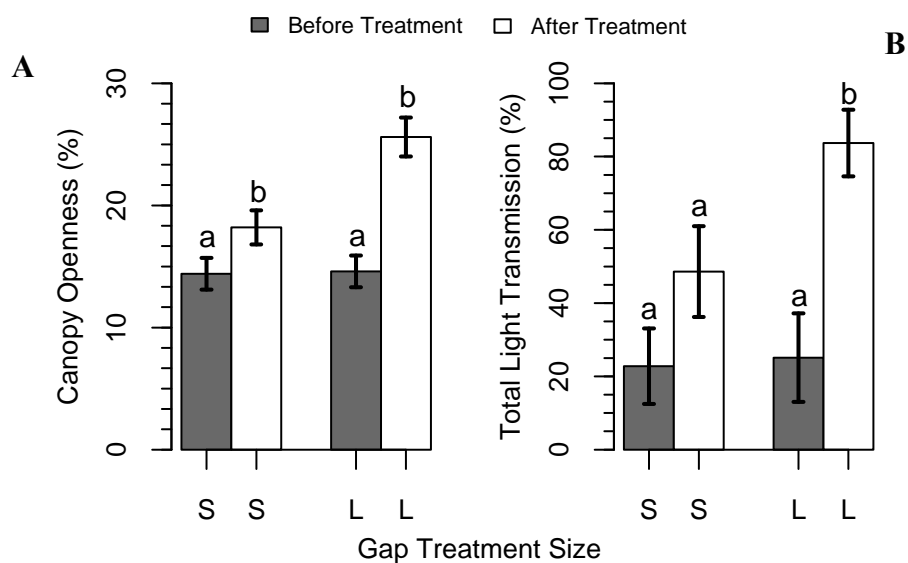 Before Treatment After Treatment
A
B
Canopy Openness (%)
0 10 20 30
a b a b
S S L L
Total Light Transmission (%)
0 20 40 60 80 100
a a a b
S S L L
Gap Treatment Size